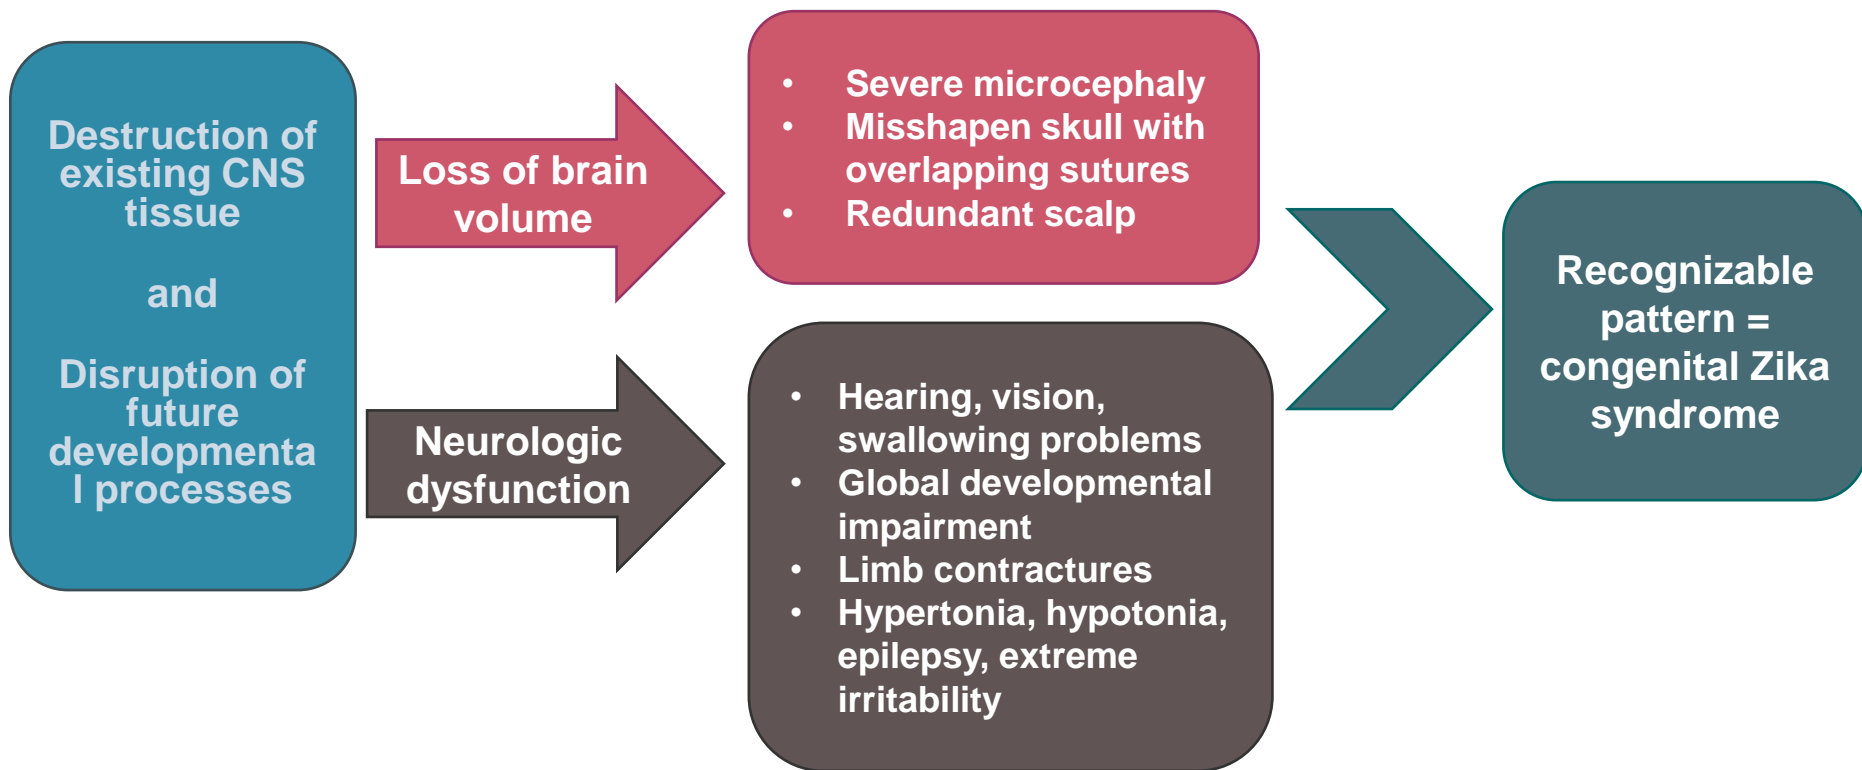 Destruction of
existing CNS
tissue
and
Disruption of
future
developmenta
l processes
Loss of brain
volume
• Severe microcephaly
• Misshapen skull with
overlapping sutures
• Redundant scalp
Neurologic
dysfunction
• Hearing, vision,
swallowing problems
• Global developmental
impairment
• Limb contractures
• Hypertonia, hypotonia,
epilepsy, extreme
irritability
Recognizable
pattern =
congenital Zika
syndrome